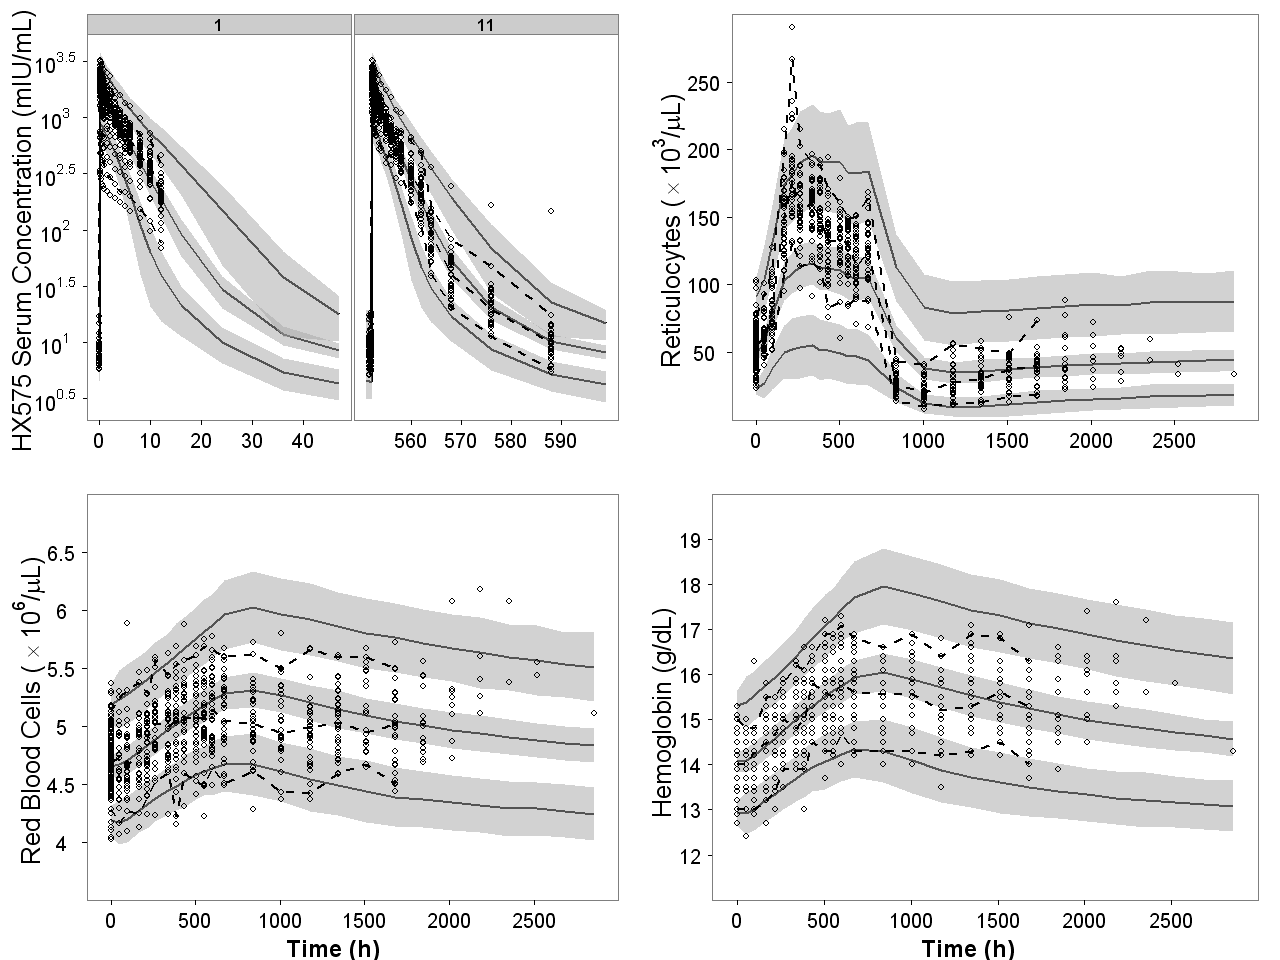 1 11
HX575 Serum Concentration (mIU/mL)
10^3.5
10^3
10^2.5
10^2
10^1.5
10^1
10^0.5
0 10 20 30 40 560 570 580 590
Reticulocytes ( × 10^3/μL)
250
200
150
100
50
0 500 1000 1500 2000 2500
Red Blood Cells ( × 10^6/μL)
6.5
6
5.5
5
4.5
4
0 500 1000 1500 2000 2500
Time (h)
Hemoglobin (g/dL)
19
18
17
16
15
14
13
12
0 500 1000 1500 2000 2500
Time (h)